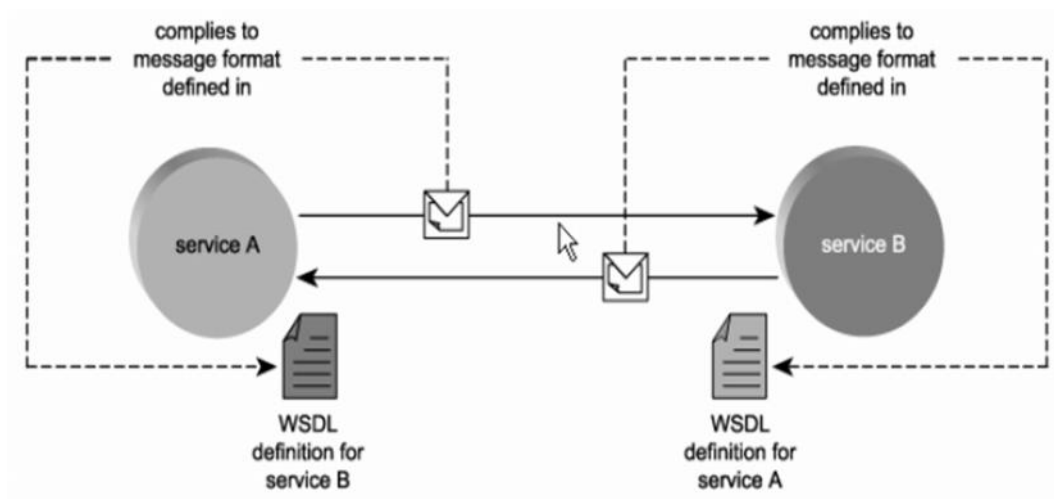 complies to
message format
defined in
complies to
message format
defined in
service A
service B
WSDL
definition for
service B
WSDL
definition for
service A